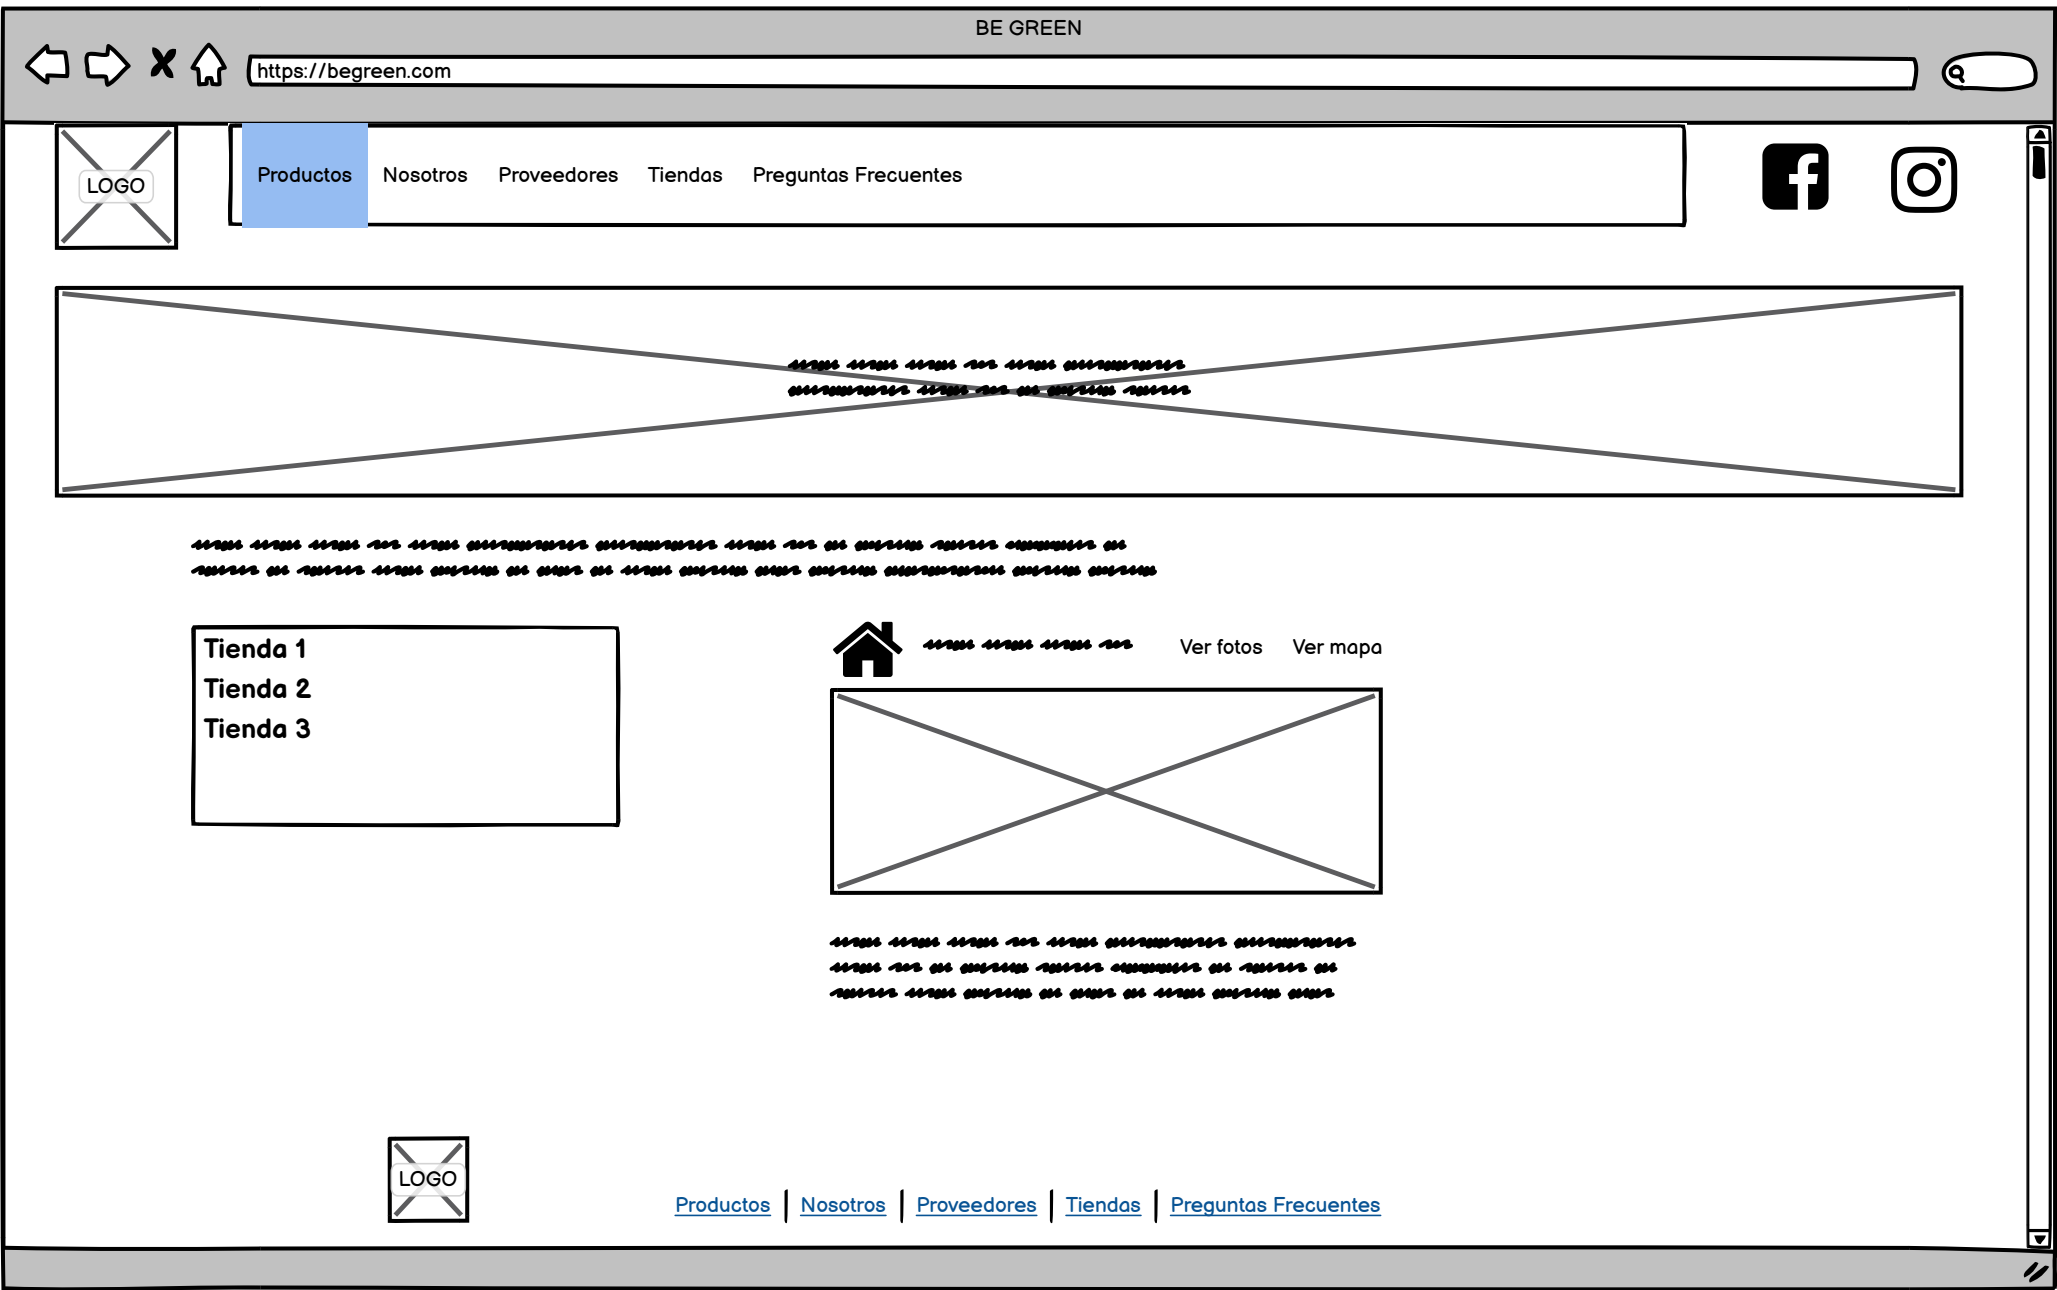 BE GREEN
https://begreen.com
LOGO
Productos Nosotros Proveedores Tiendas Preguntas Frecuentes
Tienda 1
Tienda 2
Tienda 3
Ver fotos Ver mapa
LOGO
Productos | Nosotros | Proveedores | Tiendas | Preguntas Frecuentes